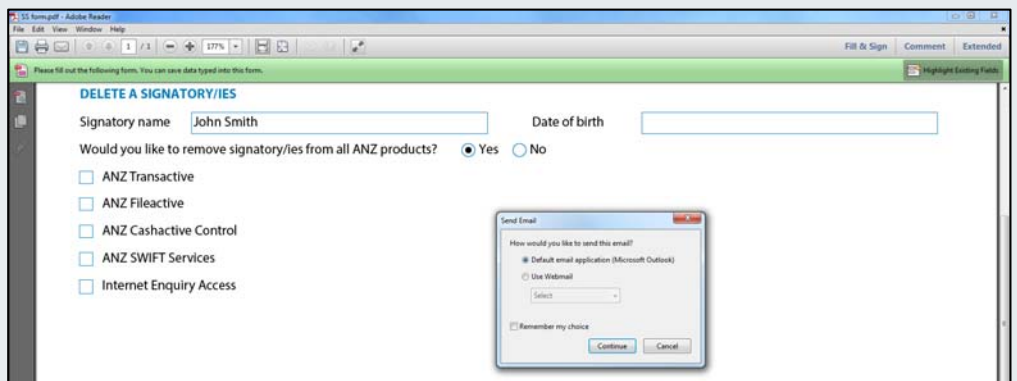 SS form.pdf - Adobe Reader
File Edit View Window Help
1 / 1 177% Fill & Sign Comment Extended
Please fill out the following form. You can save data typed into this form. Highlight Existing Fields
DELETE A SIGNATORY/IES
Signatory name John Smith Date of birth
Would you like to remove signatory/ies from all ANZ products? Yes No
ANZ Transactive
ANZ Fileactive
ANZ Cashactive Control
ANZ SWIFT Services
Internet Enquiry Access
Send Email
How would you like to send this email?
Default email application (Microsoft Outlook)
Use Webmail
Select
Remember my choice
Continue Cancel